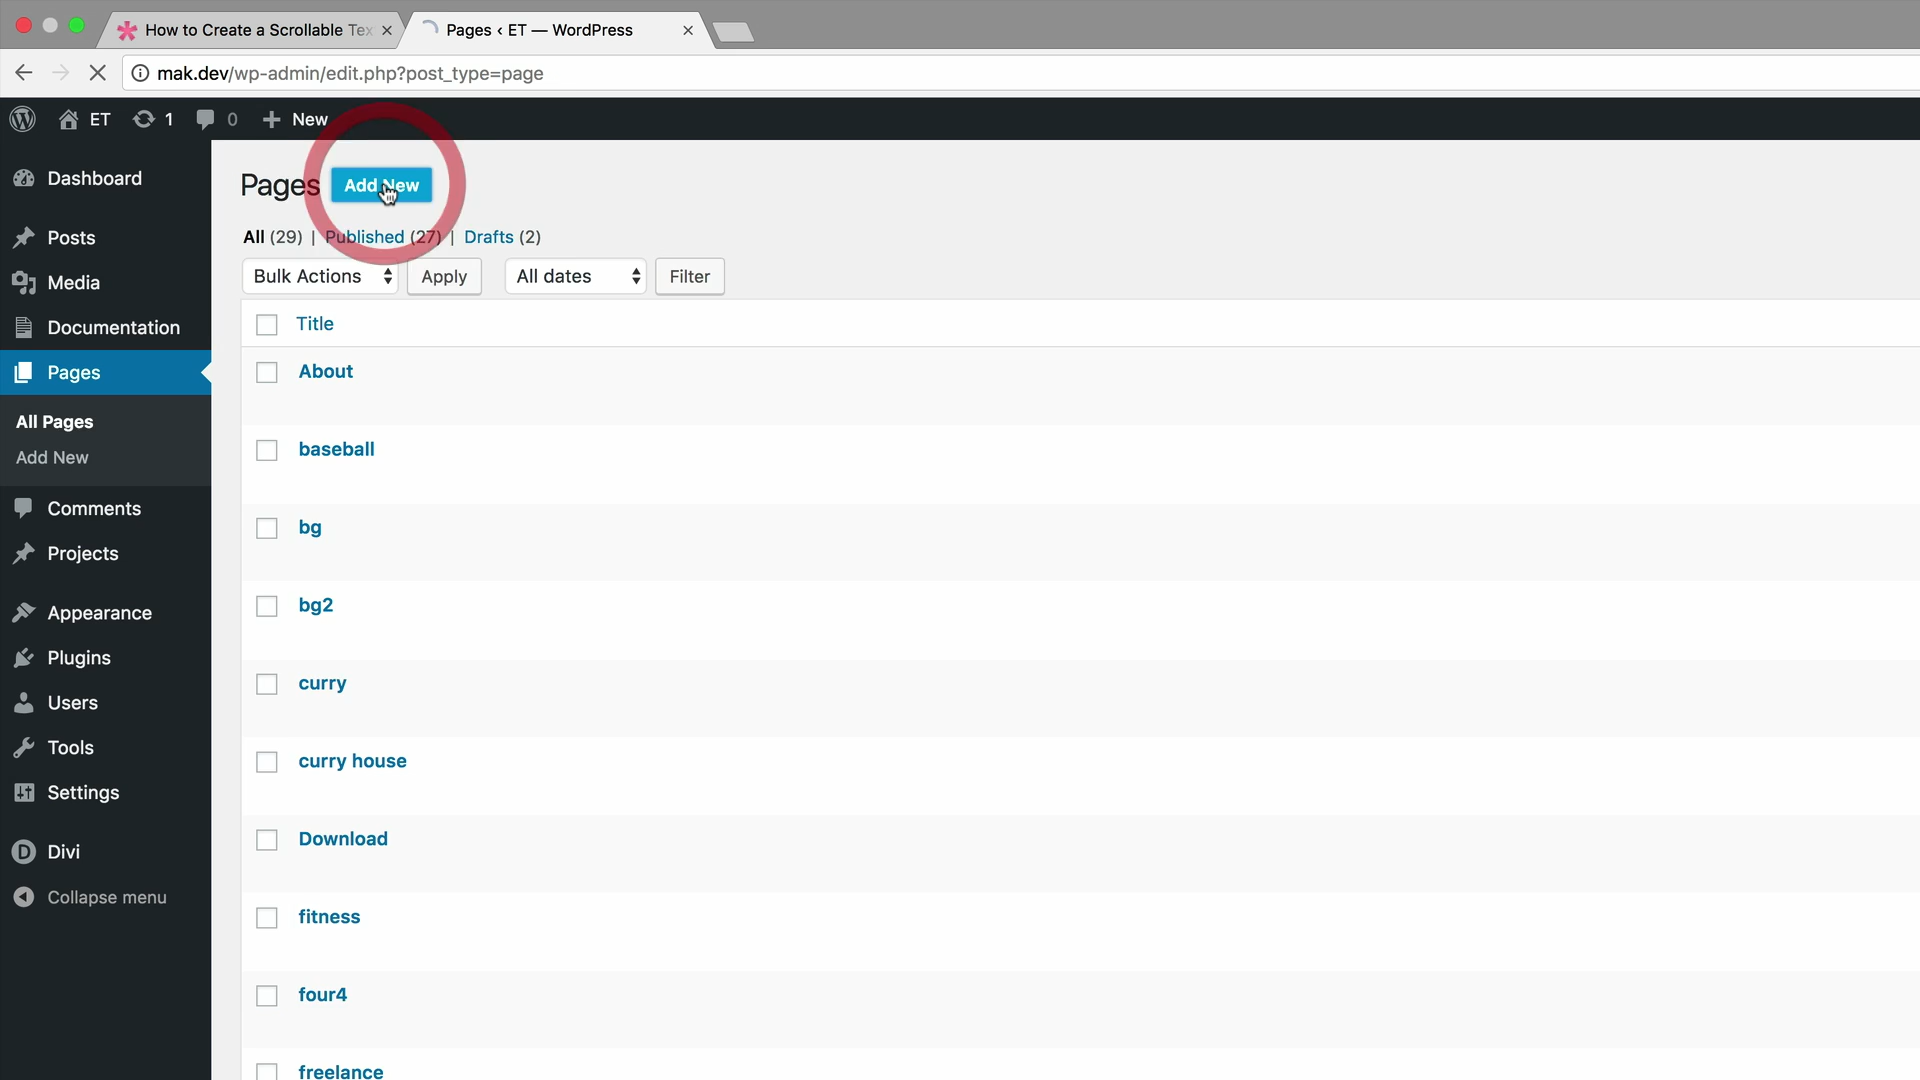 How to Create a Scrollable Tex
Pages ‹ ET — WordPress
mak.dev/wp-admin/edit.php?post_type=page
ET 1 0 New
Dashboard
Posts
Media
Documentation
Pages
All Pages
Add New
Comments
Projects
Appearance
Plugins
Users
Tools
Settings
Divi
Collapse menu
Pages Add New
All (29) | Published (27) | Drafts (2)
Bulk Actions Apply All dates Filter
Title
About
baseball
bg
bg2
curry
curry house
Download
fitness
four4
freelance